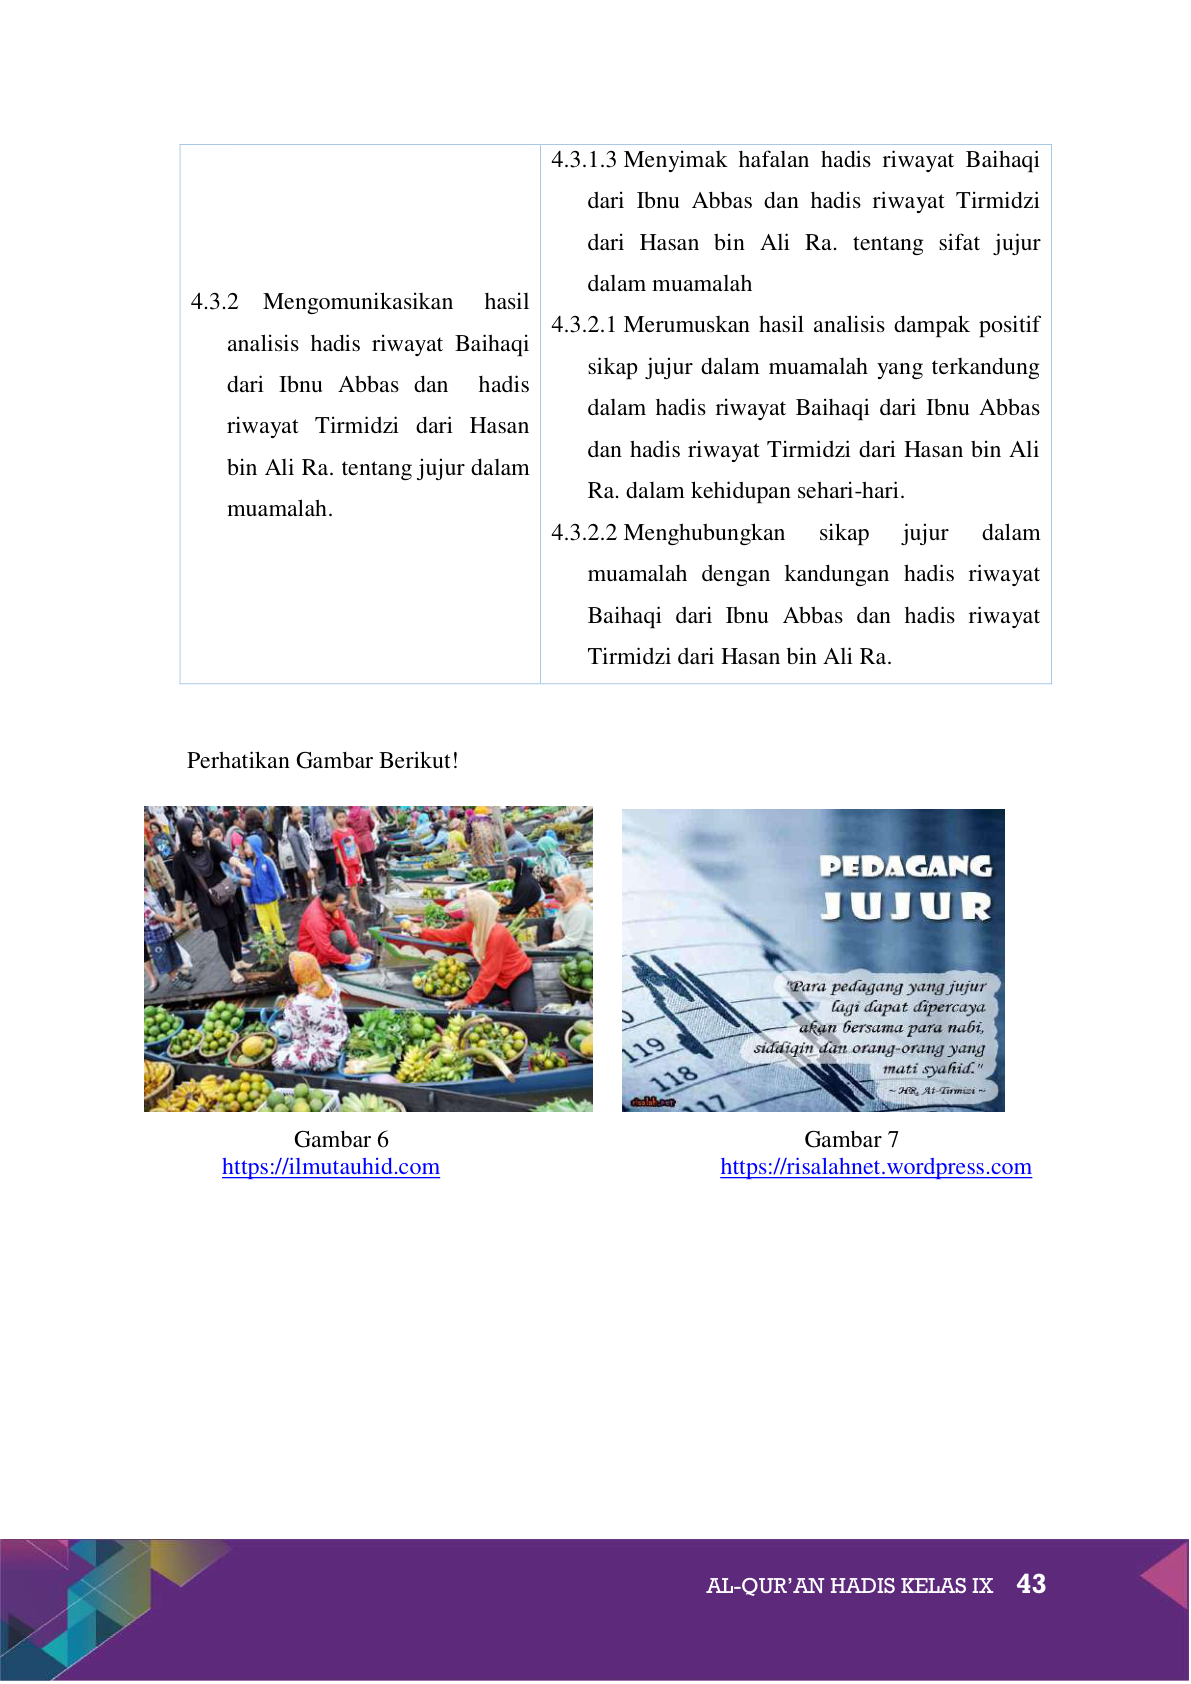 4.3.2 Mengomunikasikan hasil
analisis hadis riwayat Baihaqi
dari Ibnu Abbas dan hadis
riwayat Tirmidzi dari Hasan
bin Ali Ra. tentang jujur dalam
muamalah.
4.3.1.3 Menyimak hafalan hadis riwayat Baihaqi
dari Ibnu Abbas dan hadis riwayat Tirmidzi
dari Hasan bin Ali Ra. tentang sifat jujur
dalam muamalah
4.3.2.1 Merumuskan hasil analisis dampak positif
sikap jujur dalam muamalah yang terkandung
dalam hadis riwayat Baihaqi dari Ibnu Abbas
dan hadis riwayat Tirmidzi dari Hasan bin Ali
Ra. dalam kehidupan sehari-hari.
4.3.2.2 Menghubungkan sikap jujur dalam
muamalah dengan kandungan hadis riwayat
Baihaqi dari Ibnu Abbas dan hadis riwayat
Tirmidzi dari Hasan bin Ali Ra.
Perhatikan Gambar Berikut!
PEDAGANG
JUJUR
"Para pedagang yang jujur
lagi dapat dipercaya
akan bersama para nabi,
siddiqin dan orang-orang yang
mati syahid."
~ HR. At-Tirmizi ~
119
118
117
risalah.net
Gambar 6
https://ilmutauhid.com
Gambar 7
https://risalahnet.wordpress.com
AL-QUR’AN HADIS KELAS IX 43